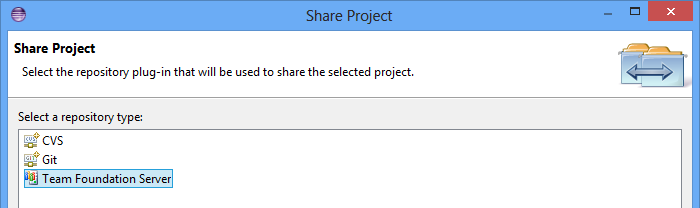 Share Project
Share Project
Select the repository plug-in that will be used to share the selected project.
Select a repository type:
CVS
Git
Team Foundation Server